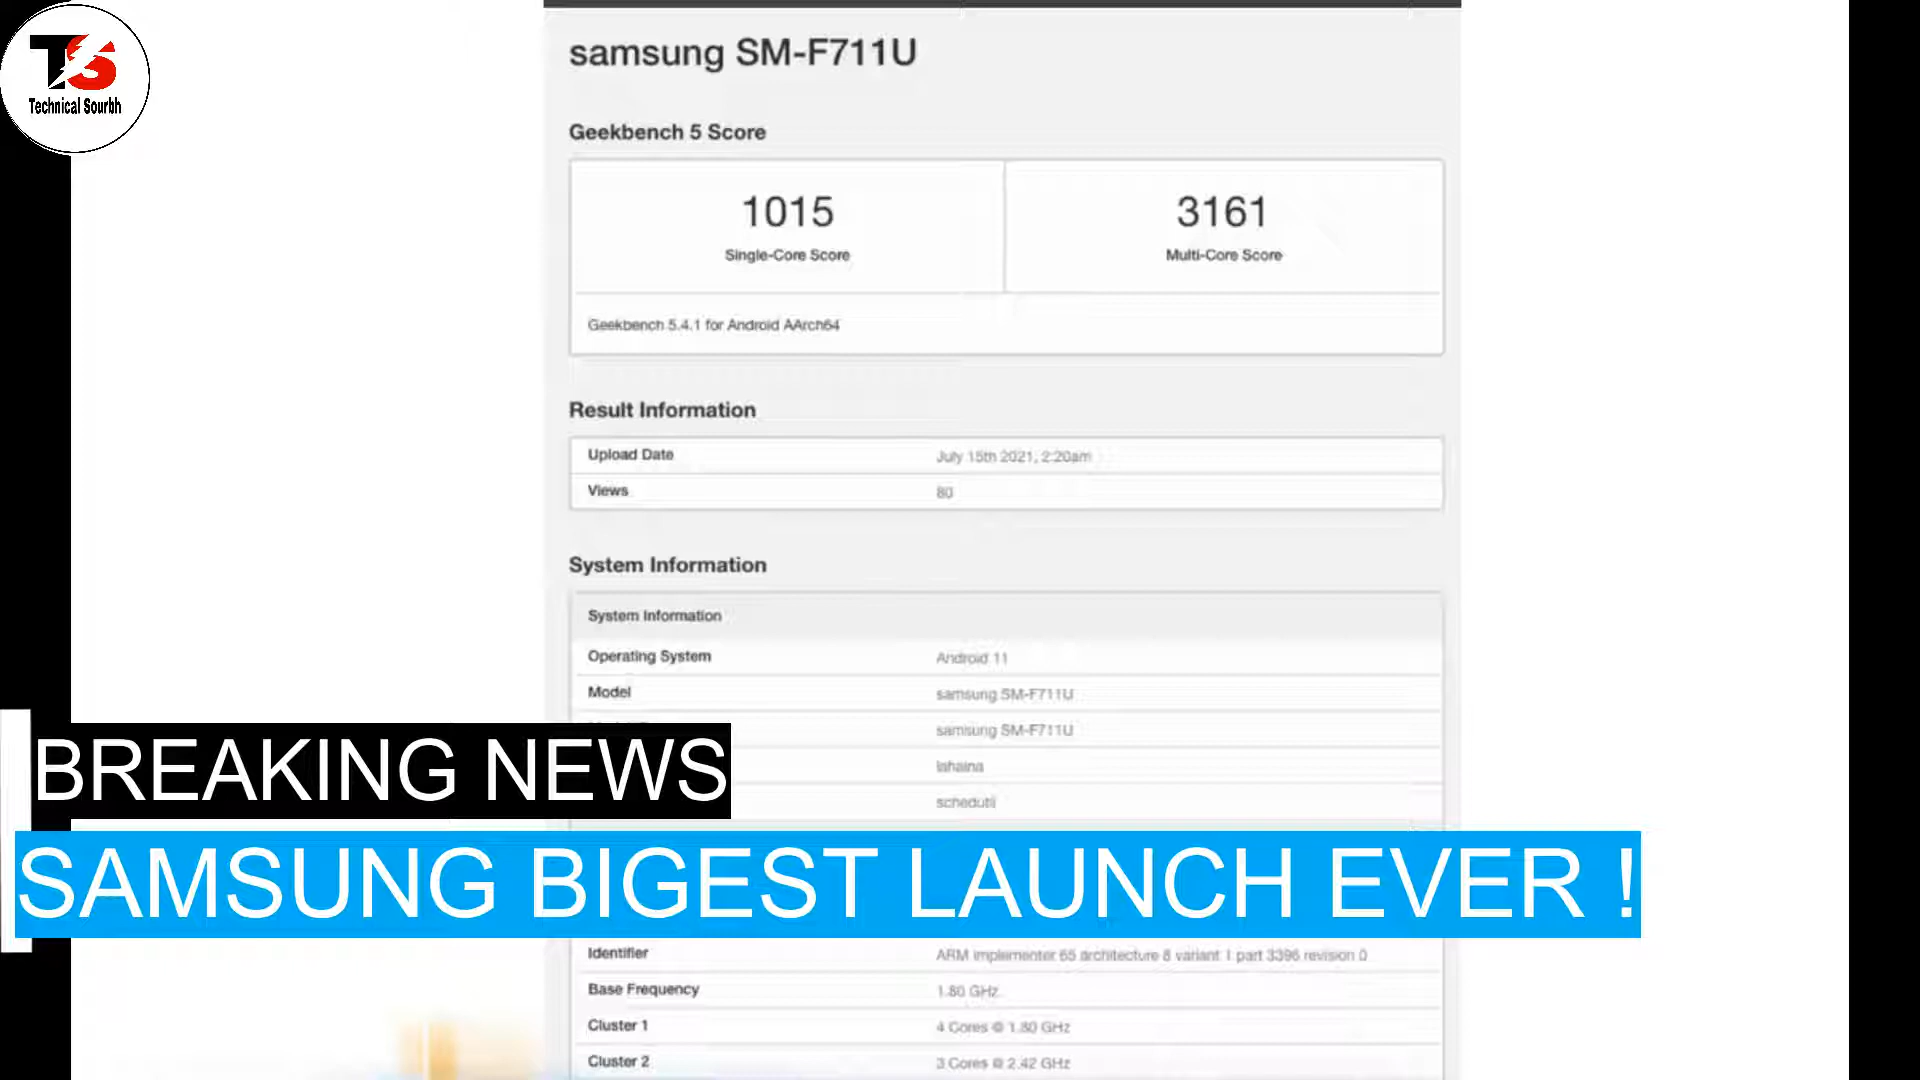 TS
Technical Sourbh
samsung SM-F711U
Geekbench 5 Score
1015
Single-Core Score
3161
Multi-Core Score
Geekbench 5.4.1 for Android AArch64
Result Information
Upload Date July 15th 2021, 2:20am
Views 80
System Information
System Information
Operating System Android 11
Model samsung SM-F711U
samsung SM-F711U
lahaina
schedutil
BREAKING NEWS
SAMSUNG BIGEST LAUNCH EVER !
Identifier ARM implementer 65 architecture 8 variant 1 part 3396 revision 0
Base Frequency 1.80 GHz
Cluster 1 4 Cores @ 1.80 GHz
Cluster 2 3 Cores @ 2.42 GHz